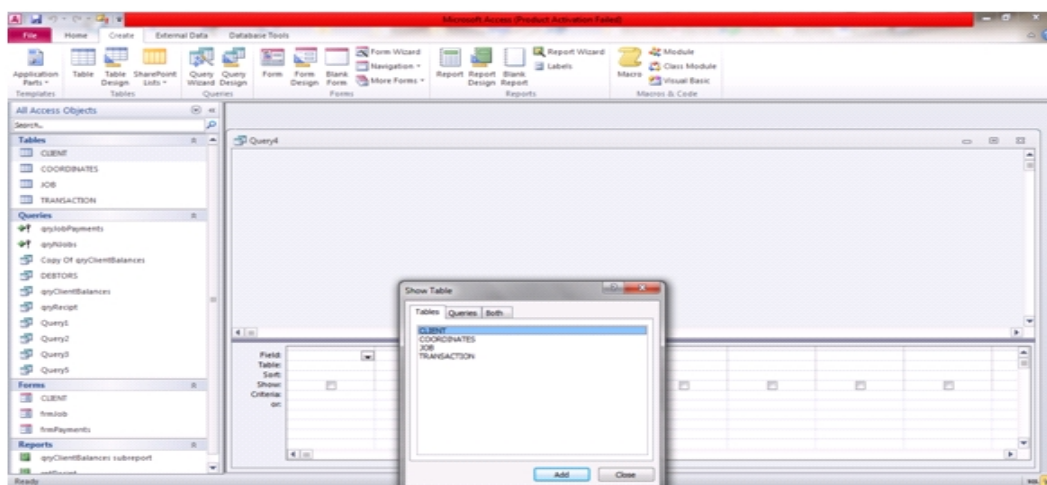 Microsoft Access (Product Activation Failed)
File Home Create External Data Database Tools
Application Parts
Table
Table Design
SharePoint Lists
Query Wizard
Query Design
Form
Form Design
Blank Form
Form Wizard
Navigation
More Forms
Report
Report Design
Blank Report
Report Wizard
Labels
Macro
Module
Class Module
Visual Basic
Templates Tables Queries Forms Reports Macros & Code
All Access Objects
Search...
Tables
CLIENT
COORDINATES
JOB
TRANSACTION
Queries
qryJobPayments
qryNJobs
Copy Of qryClientBalances
DEBTORS
qryClientBalances
qryRecipt
Query1
Query2
Query3
Query5
Forms
CLIENT
frmJob
frmPayments
Reports
qryClientBalances subreport
Ready
Query4
Field:
Table:
Sort:
Show:
Criteria:
or:
Show Table
Tables Queries Both
CLIENT
COORDINATES
JOB
TRANSACTION
Add Close
SQL